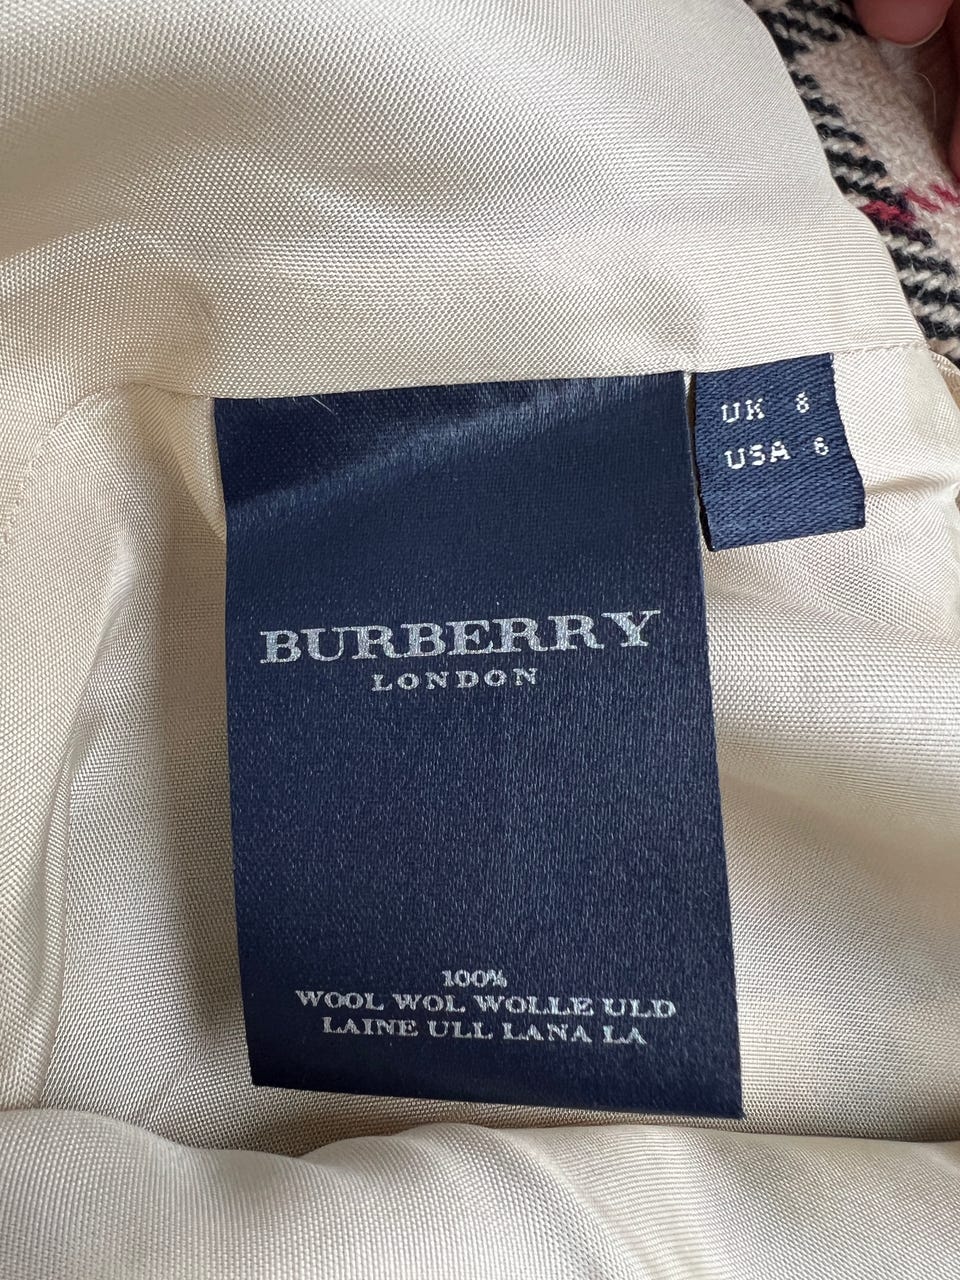 UK 8
USA 6
BURBERRY
LONDON
100%
WOOL WOL WOLLE ULD
LAINE ULL LANA LA